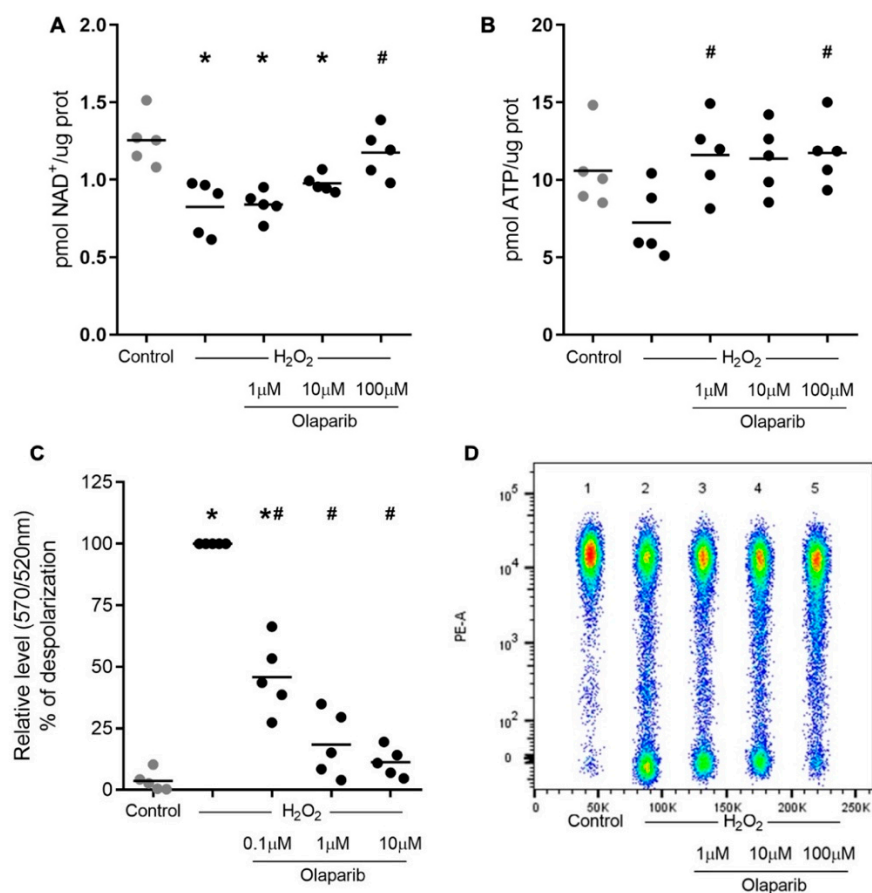 A
* * * #
pmol NAD⁺/ug prot
2.0
1.5
1.0
0.5
0.0
Control
H₂O₂
1μM 10μM 100μM
Olaparib
B
# #
pmol ATP/ug prot
20
15
10
5
0
Control
H₂O₂
1μM 10μM 100μM
Olaparib
C
* *# # #
Relative level (570/520nm)
% of despolarization
125
100
75
50
25
0
Control
H₂O₂
0.1μM 1μM 10μM
Olaparib
D
1 2 3 4 5
PE-A
10⁵
10⁴
10³
10²
0
0 50K 100K 150K 200K 250K
Control
H₂O₂
1μM 10μM 100μM
Olaparib